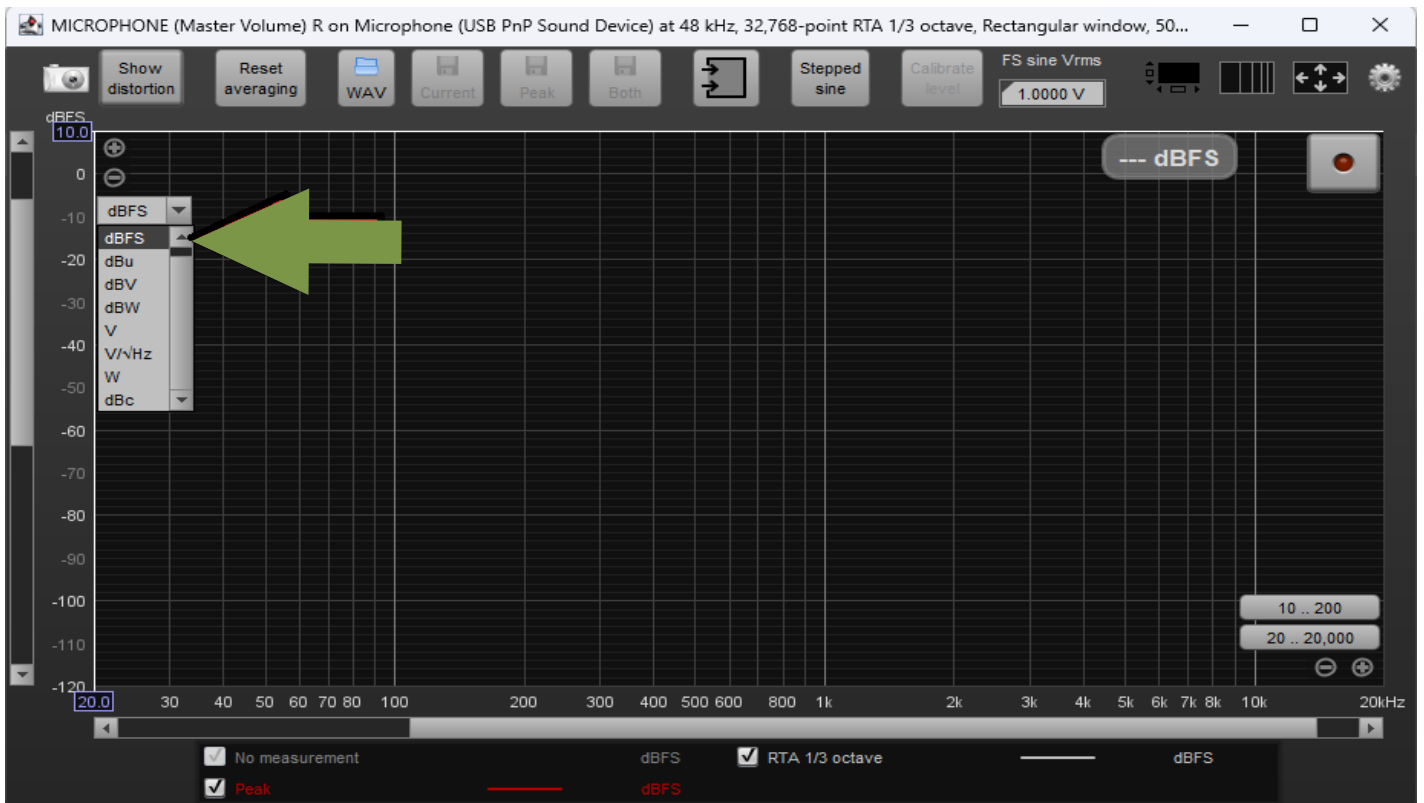 MICROPHONE (Master Volume) R on Microphone (USB PnP Sound Device) at 48 kHz, 32,768-point RTA 1/3 octave, Rectangular window, 50...
Show distortion
Reset averaging
WAV
Current
Peak
Both
Stepped sine
Calibrate level
FS sine Vrms
1.0000 V
dBFS
10.0
0
-10
-20
-30
-40
-50
-60
-70
-80
-90
-100
-110
-120
dBFS
dBFS
dBu
dBV
dBW
V
V/√Hz
W
dBc
--- dBFS
10 .. 200
20 .. 20,000
20.0 30 40 50 60 70 80 100 200 300 400 500 600 800 1k 2k 3k 4k 5k 6k 7k 8k 10k 20kHz
No measurement dBFS RTA 1/3 octave dBFS
Peak dBFS